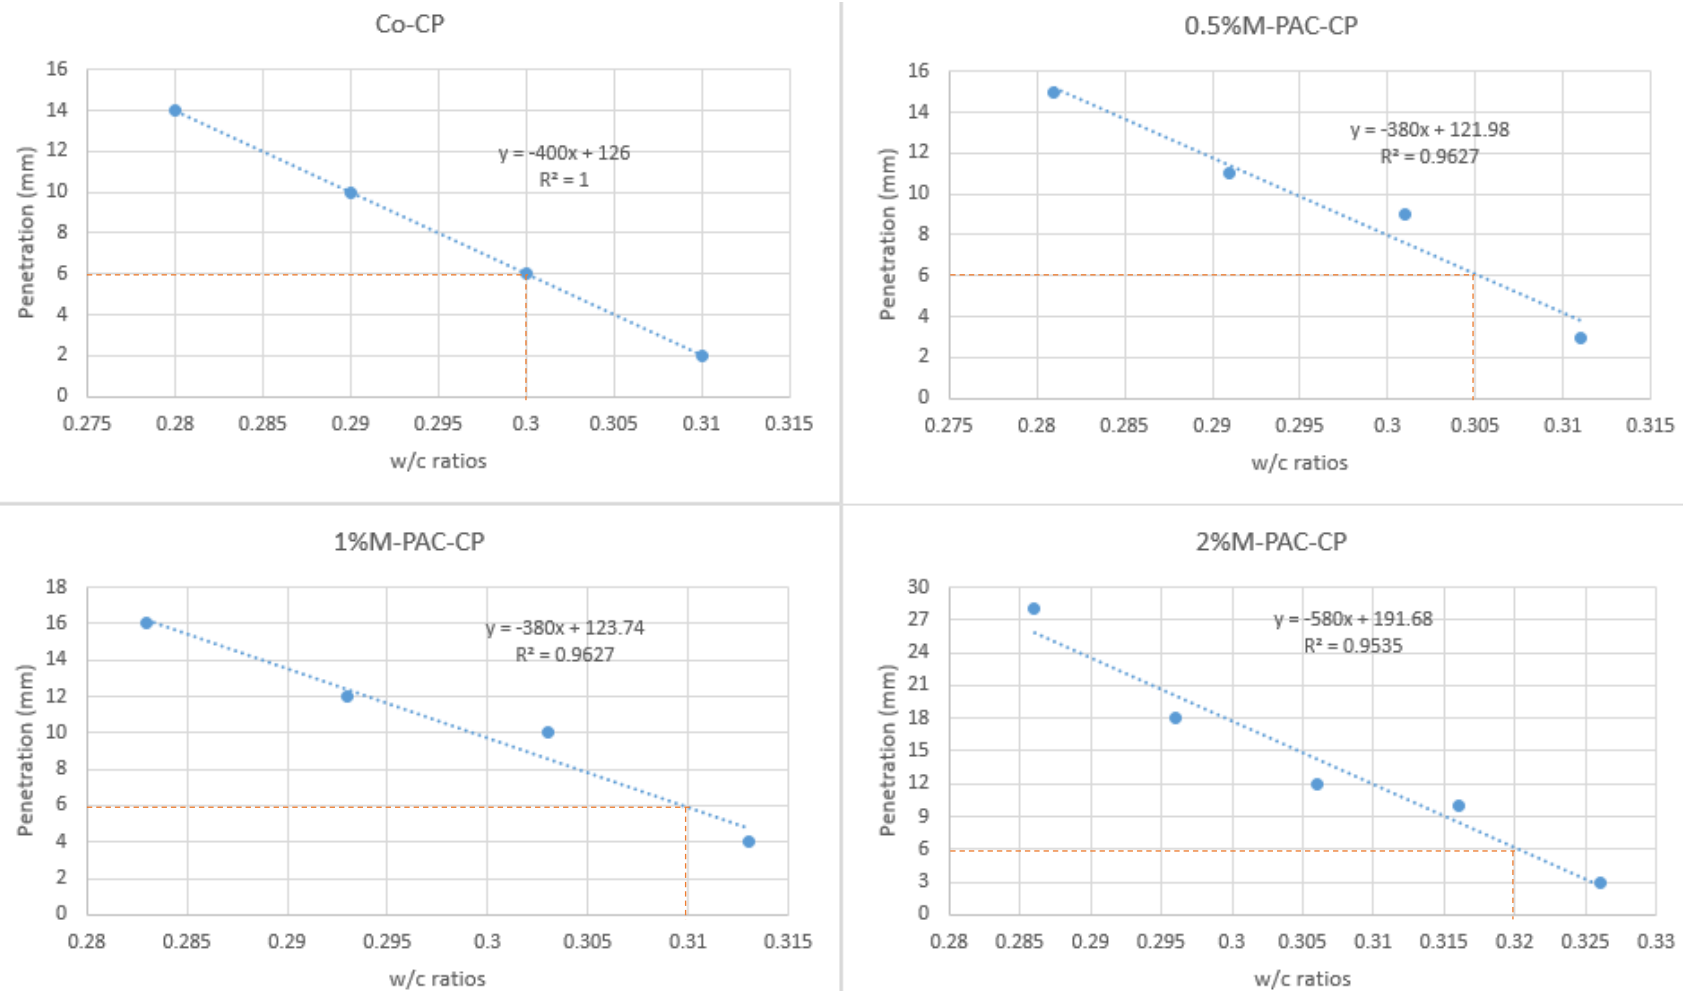 Co-CP
16
14
12
10
8
6
4
2
0
Penetration (mm)
y = -400x + 126
R² = 1
0.275 0.28 0.285 0.29 0.295 0.3 0.305 0.31 0.315
w/c ratios
0.5%M-PAC-CP
16
14
12
10
8
6
4
2
0
Penetration (mm)
y = -380x + 121.98
R² = 0.9627
0.275 0.28 0.285 0.29 0.295 0.3 0.305 0.31 0.315
w/c ratios
1%M-PAC-CP
18
16
14
12
10
8
6
4
2
0
Penetration (mm)
y = -380x + 123.74
R² = 0.9627
0.28 0.285 0.29 0.295 0.3 0.305 0.31 0.315
w/c ratios
2%M-PAC-CP
30
27
24
21
18
15
12
9
6
3
0
Penetration (mm)
y = -580x + 191.68
R² = 0.9535
0.28 0.285 0.29 0.295 0.3 0.305 0.31 0.315 0.32 0.325 0.33
w/c ratios